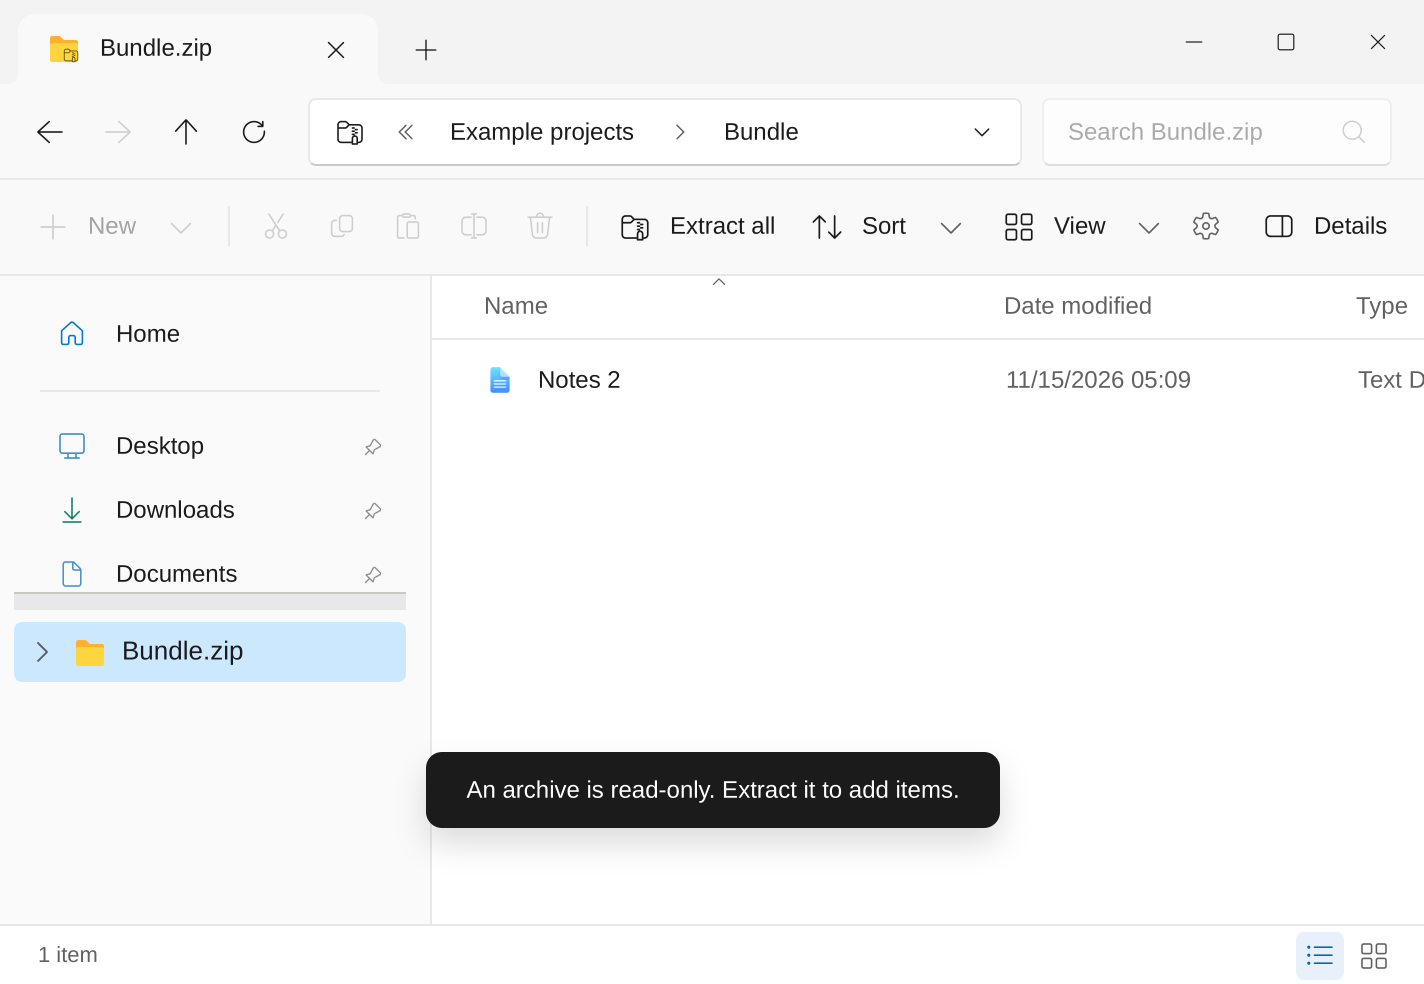 Bundle.zip
Example projects Bundle
Search Bundle.zip
New Extract all Sort View Details
Name Date modified Type
Home
Notes 2 11/15/2026 05:09 Text D
Desktop
Downloads
Documents
Bundle.zip
An archive is read-only. Extract it to add items.
1 item